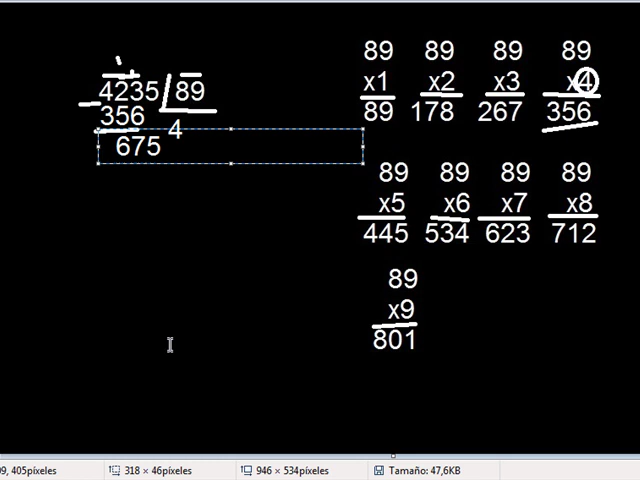 4235 89
356
4
675
89 89 89 89
x1 x2 x3 x4
89 178 267 356
89 89 89 89
x5 x6 x7 x8
445 534 623 712
89
x9
801
09, 405píxeles 318 × 46píxeles 946 × 534píxeles Tamaño: 47,6KB